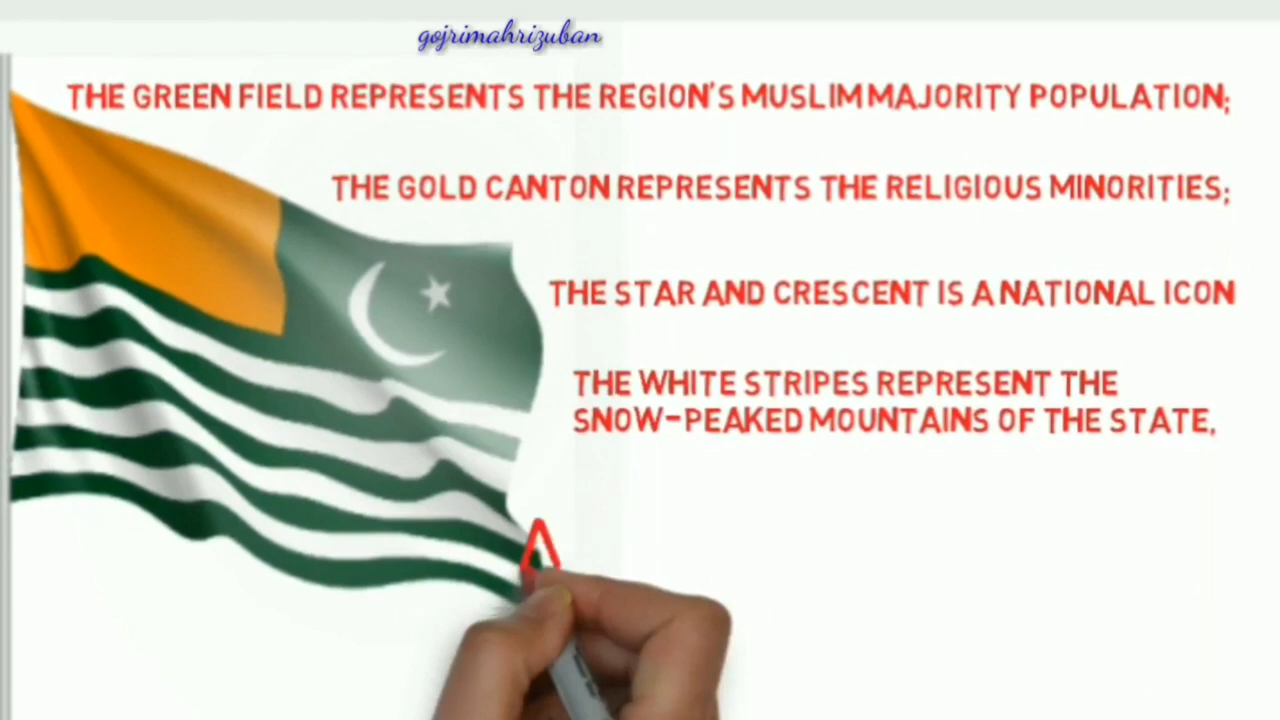 gojrimahrizuban
THE GREEN FIELD REPRESENTS THE REGION'S MUSLIM MAJORITY POPULATION;
THE GOLD CANTON REPRESENTS THE RELIGIOUS MINORITIES;
THE STAR AND CRESCENT IS A NATIONAL ICON
THE WHITE STRIPES REPRESENT THE
SNOW-PEAKED MOUNTAINS OF THE STATE.
A